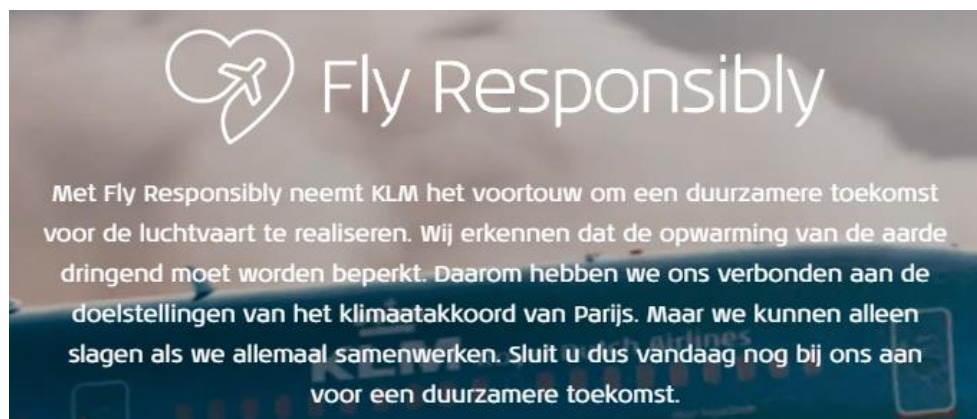 Fly Responsibly
Met Fly Responsibly neemt KLM het voortouw om een duurzamere toekomst
voor de luchtvaart te realiseren. Wij erkennen dat de opwarming van de aarde
dringend moet worden beperkt. Daarom hebben we ons verbonden aan de
doelstellingen van het klimaatakkoord van Parijs. Maar we kunnen alleen
slagen als we allemaal samenwerken. Sluit u dus vandaag nog bij ons aan
voor een duurzamere toekomst.
KLM Dutch Airlines